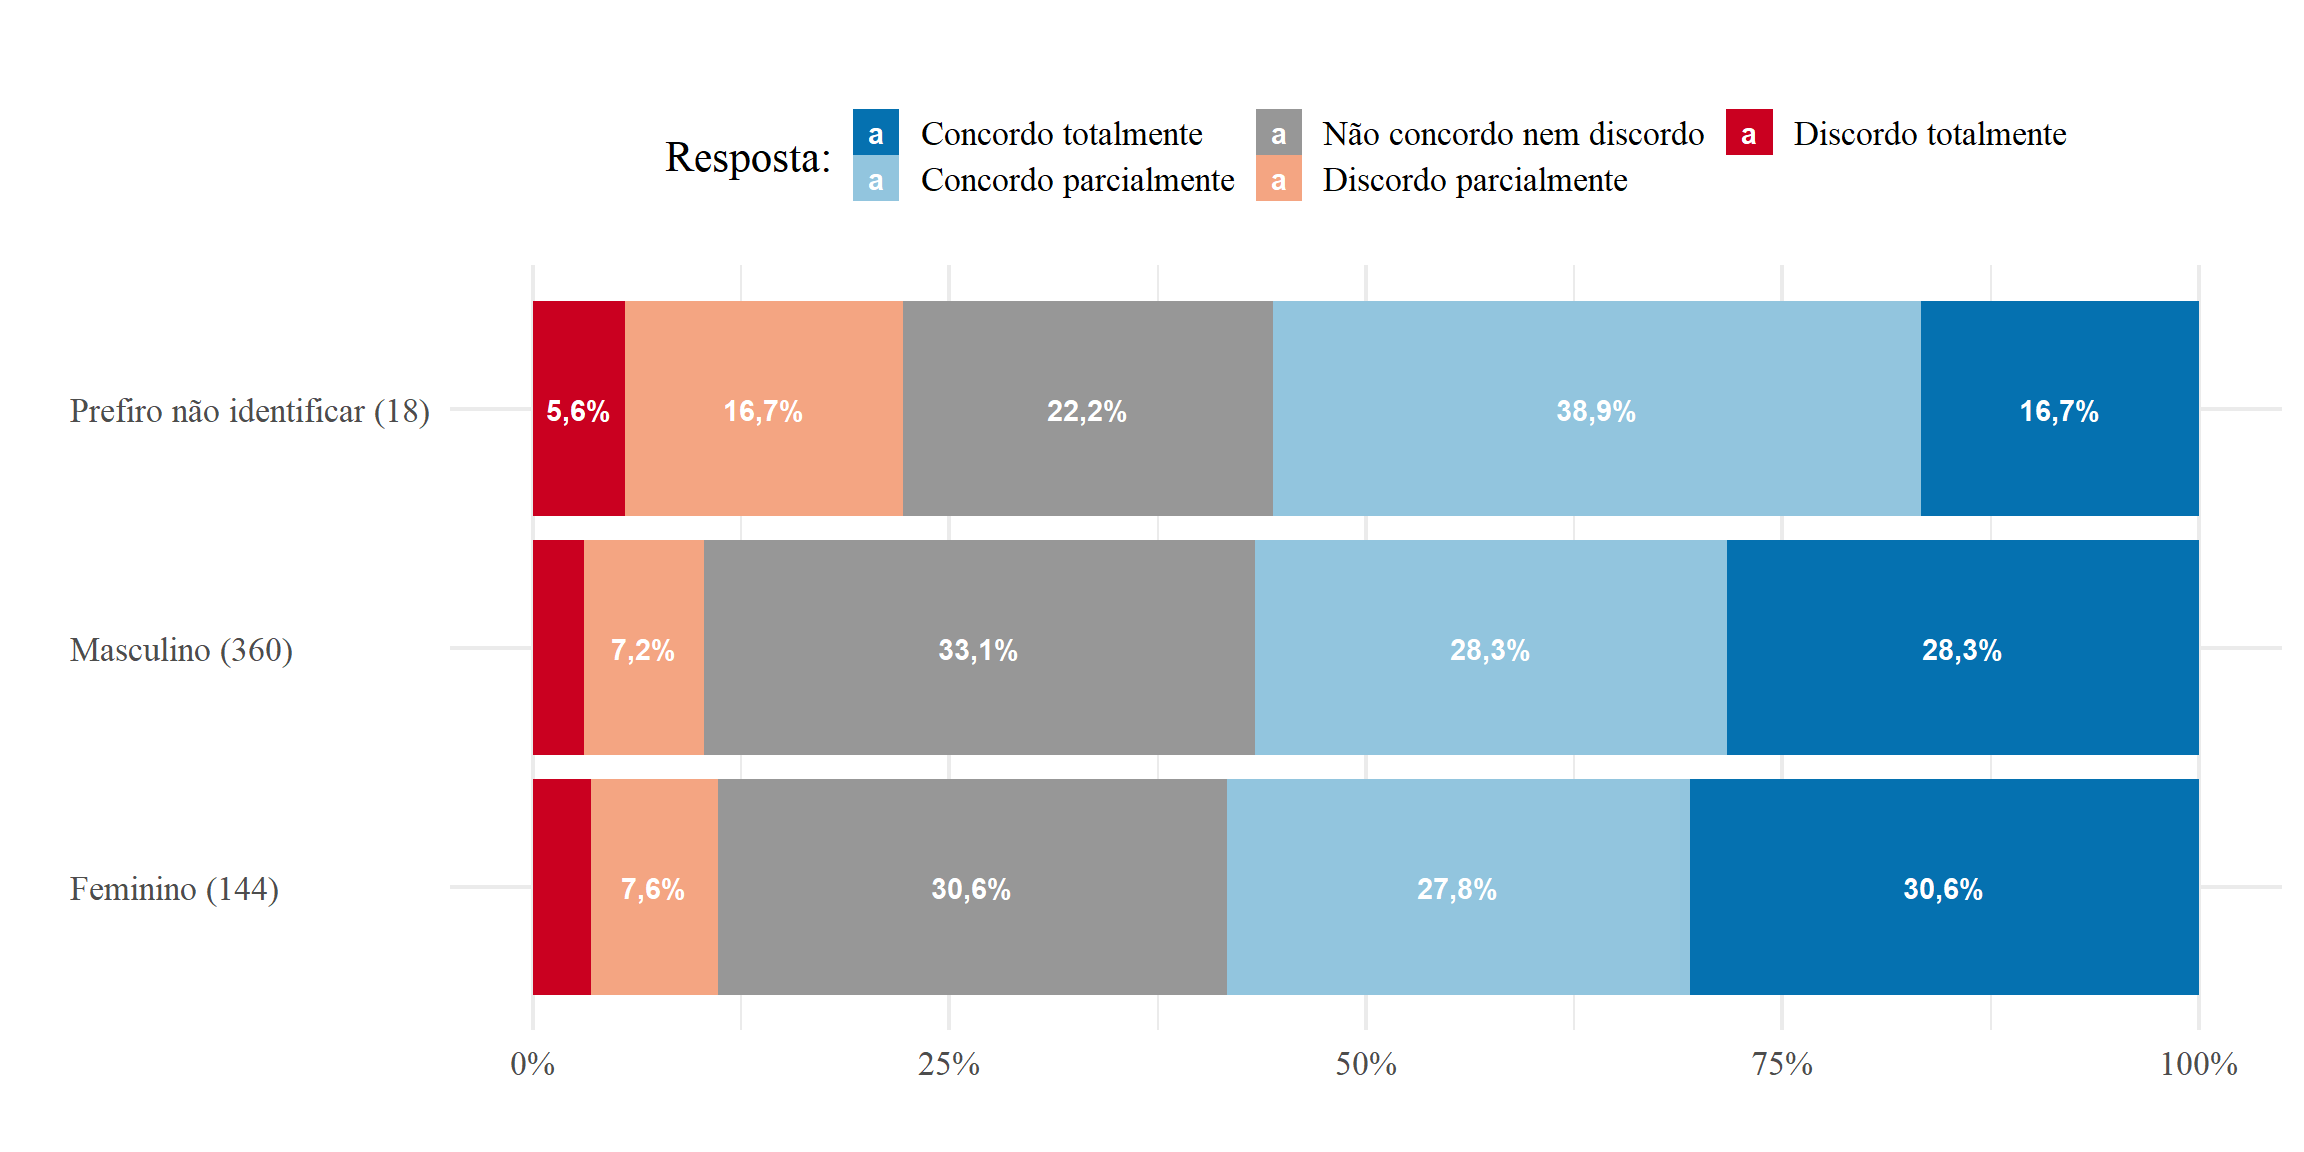 Resposta:
a Concordo totalmente
a Concordo parcialmente
a Não concordo nem discordo
a Discordo parcialmente
a Discordo totalmente
Prefiro não identificar (18)
5,6% 16,7% 22,2% 38,9% 16,7%
Masculino (360)
7,2% 33,1% 28,3% 28,3%
Feminino (144)
7,6% 30,6% 27,8% 30,6%
0% 25% 50% 75% 100%